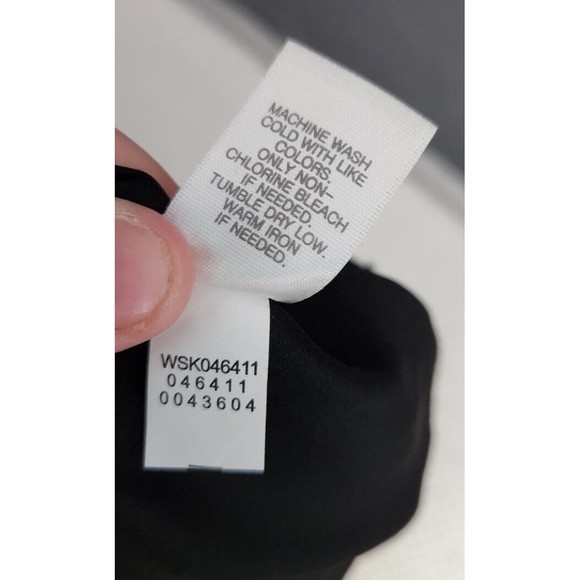 MACHINE WASH
COLD WITH LIKE
COLORS.
ONLY NON-
CHLORINE BLEACH
IF NEEDED.
TUMBLE DRY LOW.
WARM IRON
IF NEEDED.
WSK046411
046411
0043604